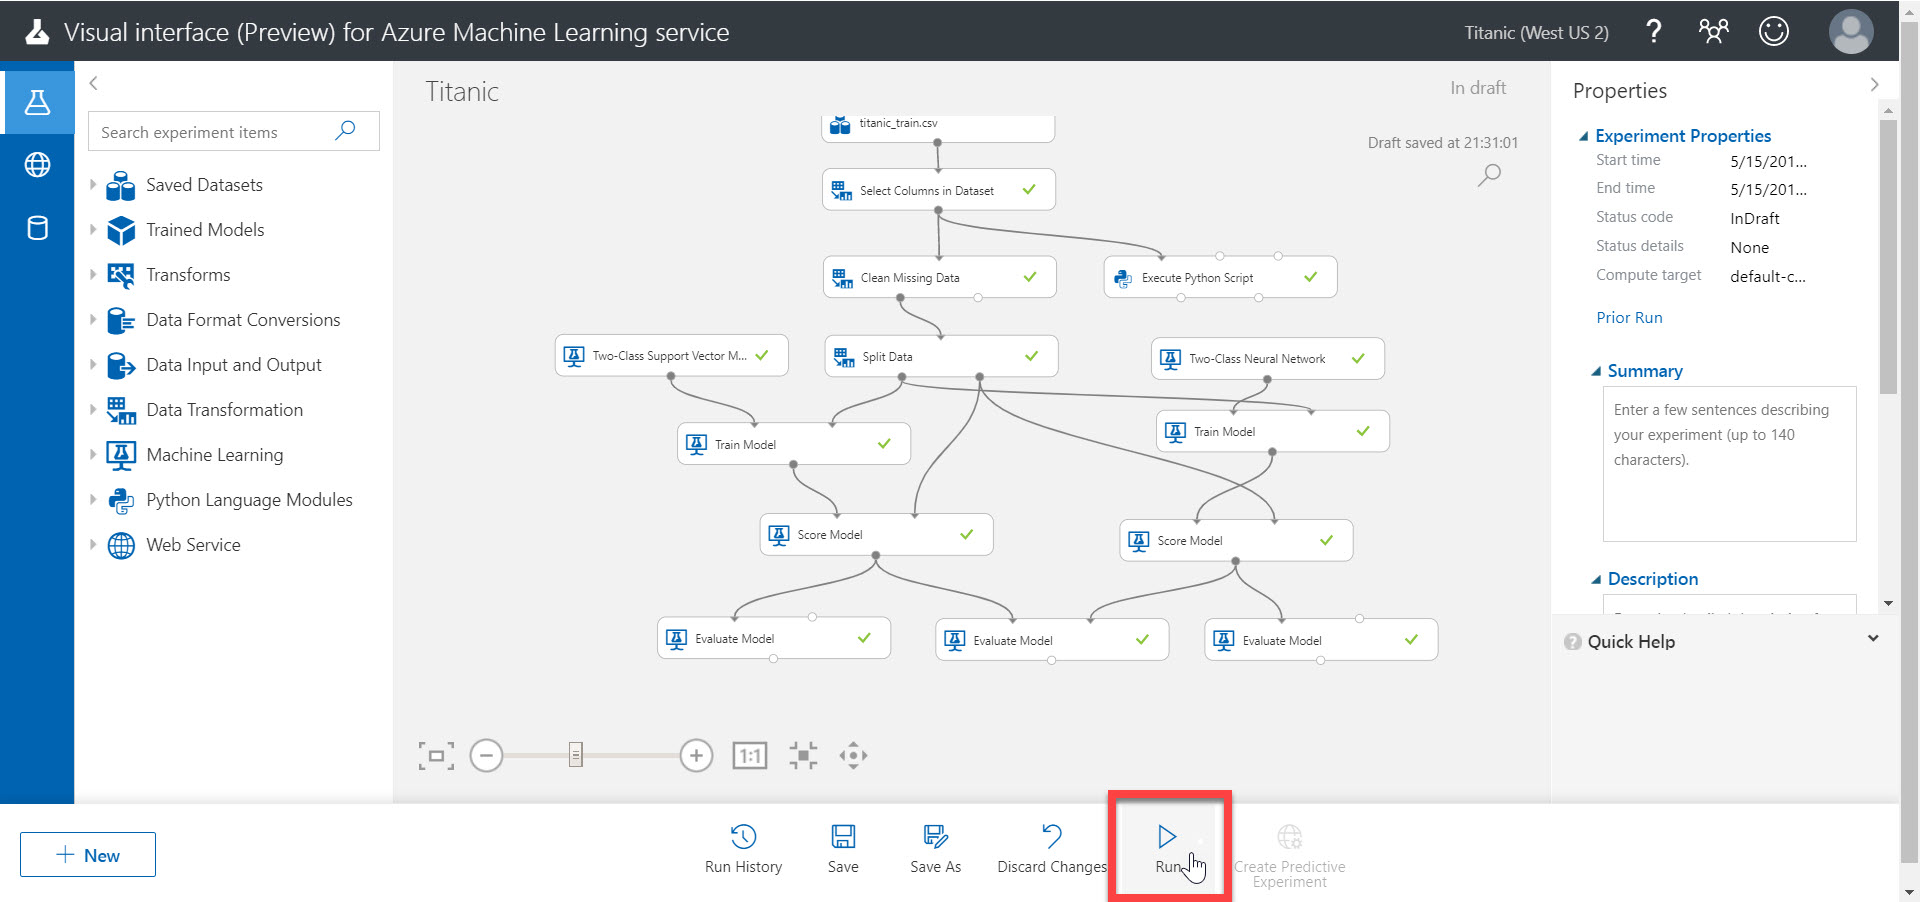 Visual interface (Preview) for Azure Machine Learning service
Titanic (West US 2)
?
Search experiment items
Saved Datasets
Trained Models
Transforms
Data Format Conversions
Data Input and Output
Data Transformation
Machine Learning
Python Language Modules
Web Service
Titanic
In draft
Draft saved at 21:31:01
titanic_train.csv
Select Columns in Dataset
Clean Missing Data
Execute Python Script
Two-Class Support Vector M...
Split Data
Two-Class Neural Network
Train Model
Train Model
Score Model
Score Model
Evaluate Model
Evaluate Model
Evaluate Model
1:1
Properties
Experiment Properties
Start time 5/15/201...
End time 5/15/201...
Status code InDraft
Status details None
Compute target default-c...
Prior Run
Summary
Enter a few sentences describing
your experiment (up to 140
characters).
Description
? Quick Help
New
Run History
Save
Save As
Discard Changes
Run
Create Predictive
Experiment